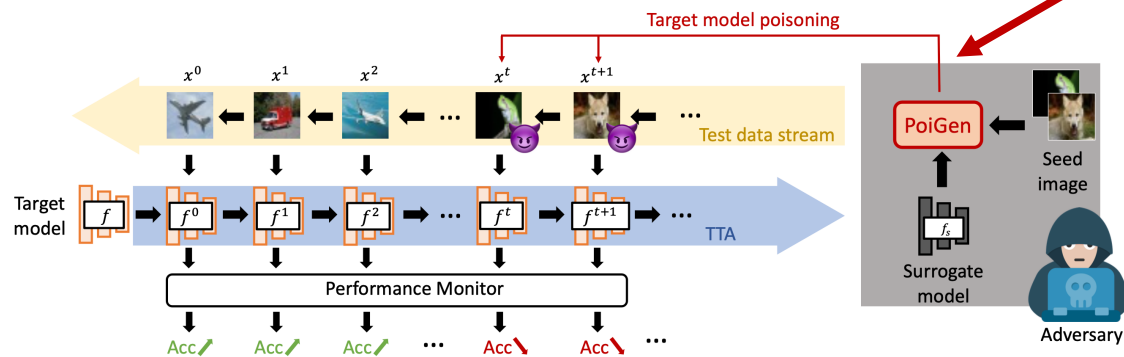 Target model poisoning
x^0 x^1 x^2 x^t x^{t+1}
... ...
Test data stream
PoiGen
Seed
image
Target
model
f f^0 f^1 f^2 ... f^t f^{t+1} ...
TTA
f_s
Surrogate
model
Performance Monitor
Acc Acc Acc ... Acc Acc ...
Adversary